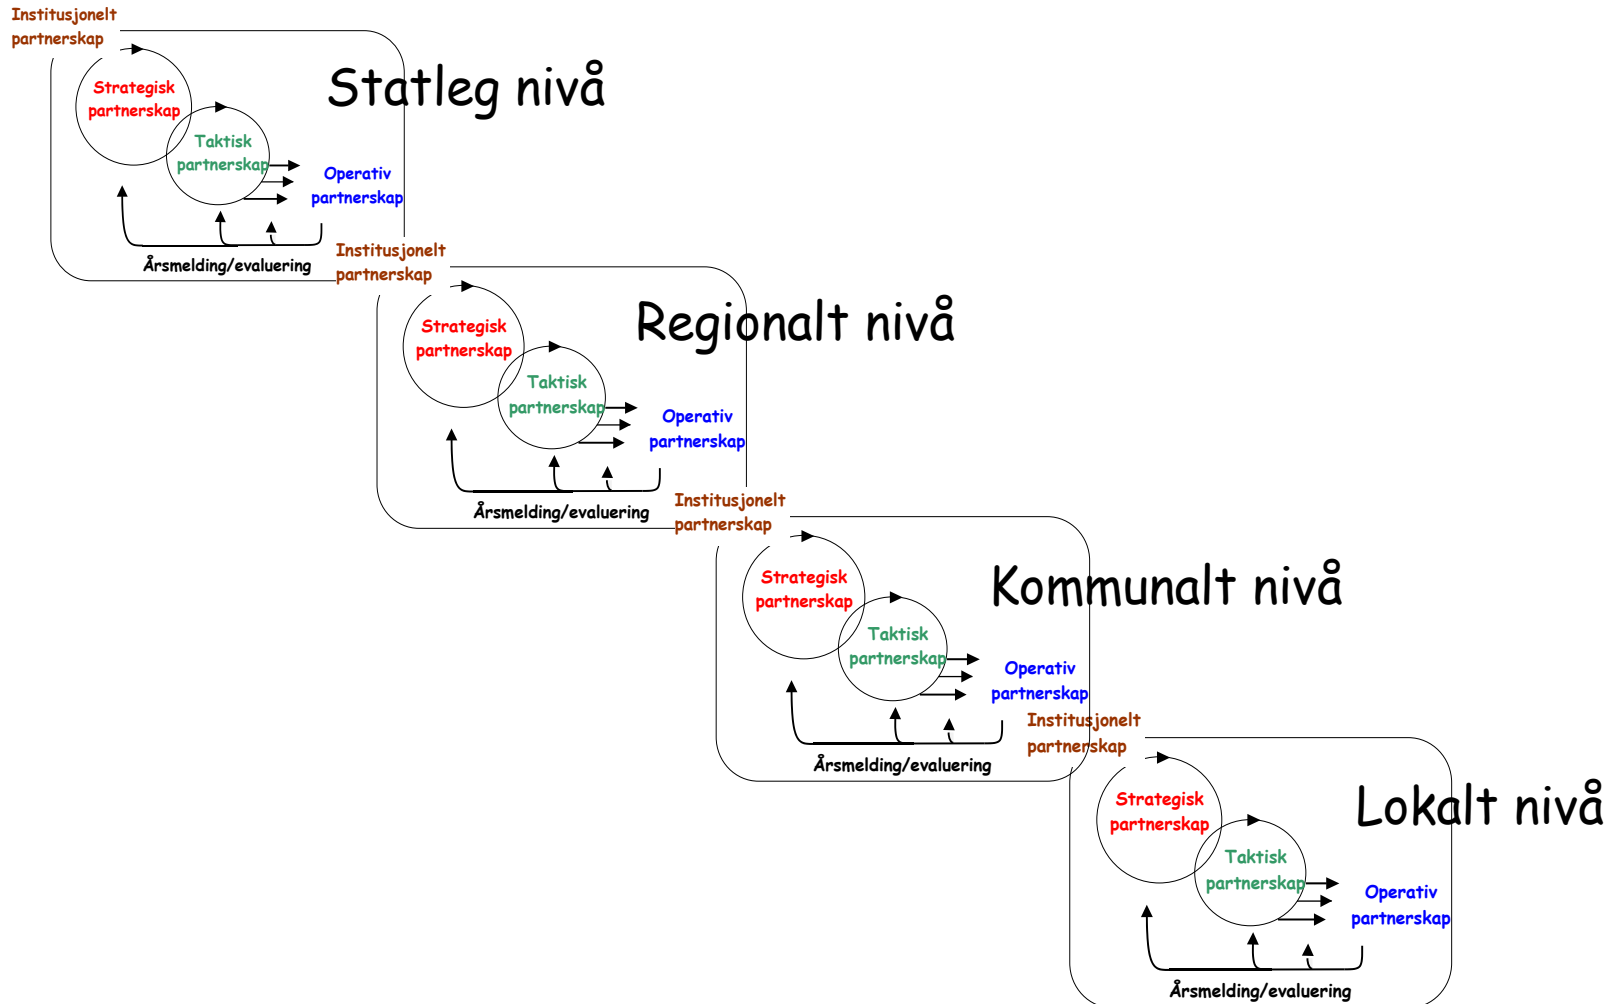 Institusjonelt
partnerskap
Statleg nivå
Strategisk
partnerskap
Taktisk
partnerskap
Operativ
partnerskap
Årsmelding/evaluering
Institusjonelt
partnerskap
Regionalt nivå
Strategisk
partnerskap
Taktisk
partnerskap
Operativ
partnerskap
Årsmelding/evaluering
Institusjonelt
partnerskap
Kommunalt nivå
Strategisk
partnerskap
Taktisk
partnerskap
Operativ
partnerskap
Årsmelding/evaluering
Institusjonelt
partnerskap
Lokalt nivå
Strategisk
partnerskap
Taktisk
partnerskap
Operativ
partnerskap
Årsmelding/evaluering